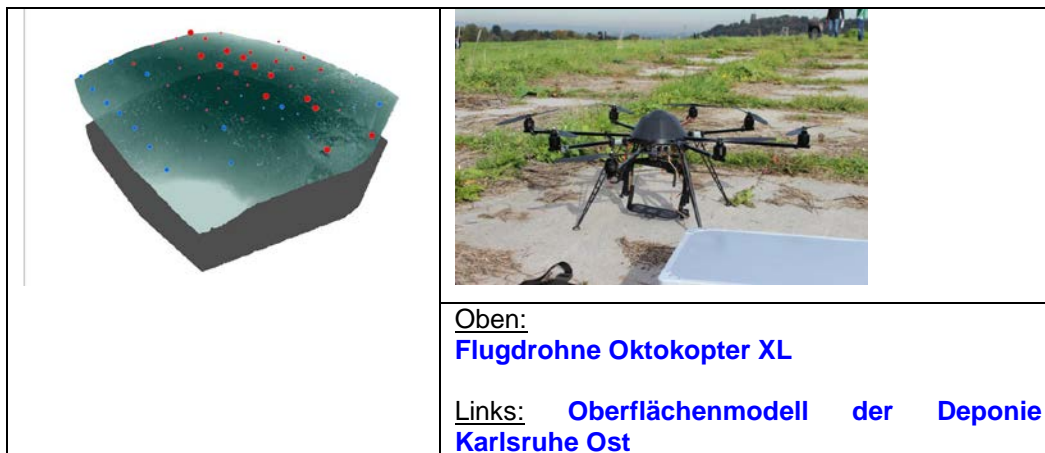 Oben:
Flugdrohne Oktokopter XL
Links: Oberflächenmodell der Deponie
Karlsruhe Ost